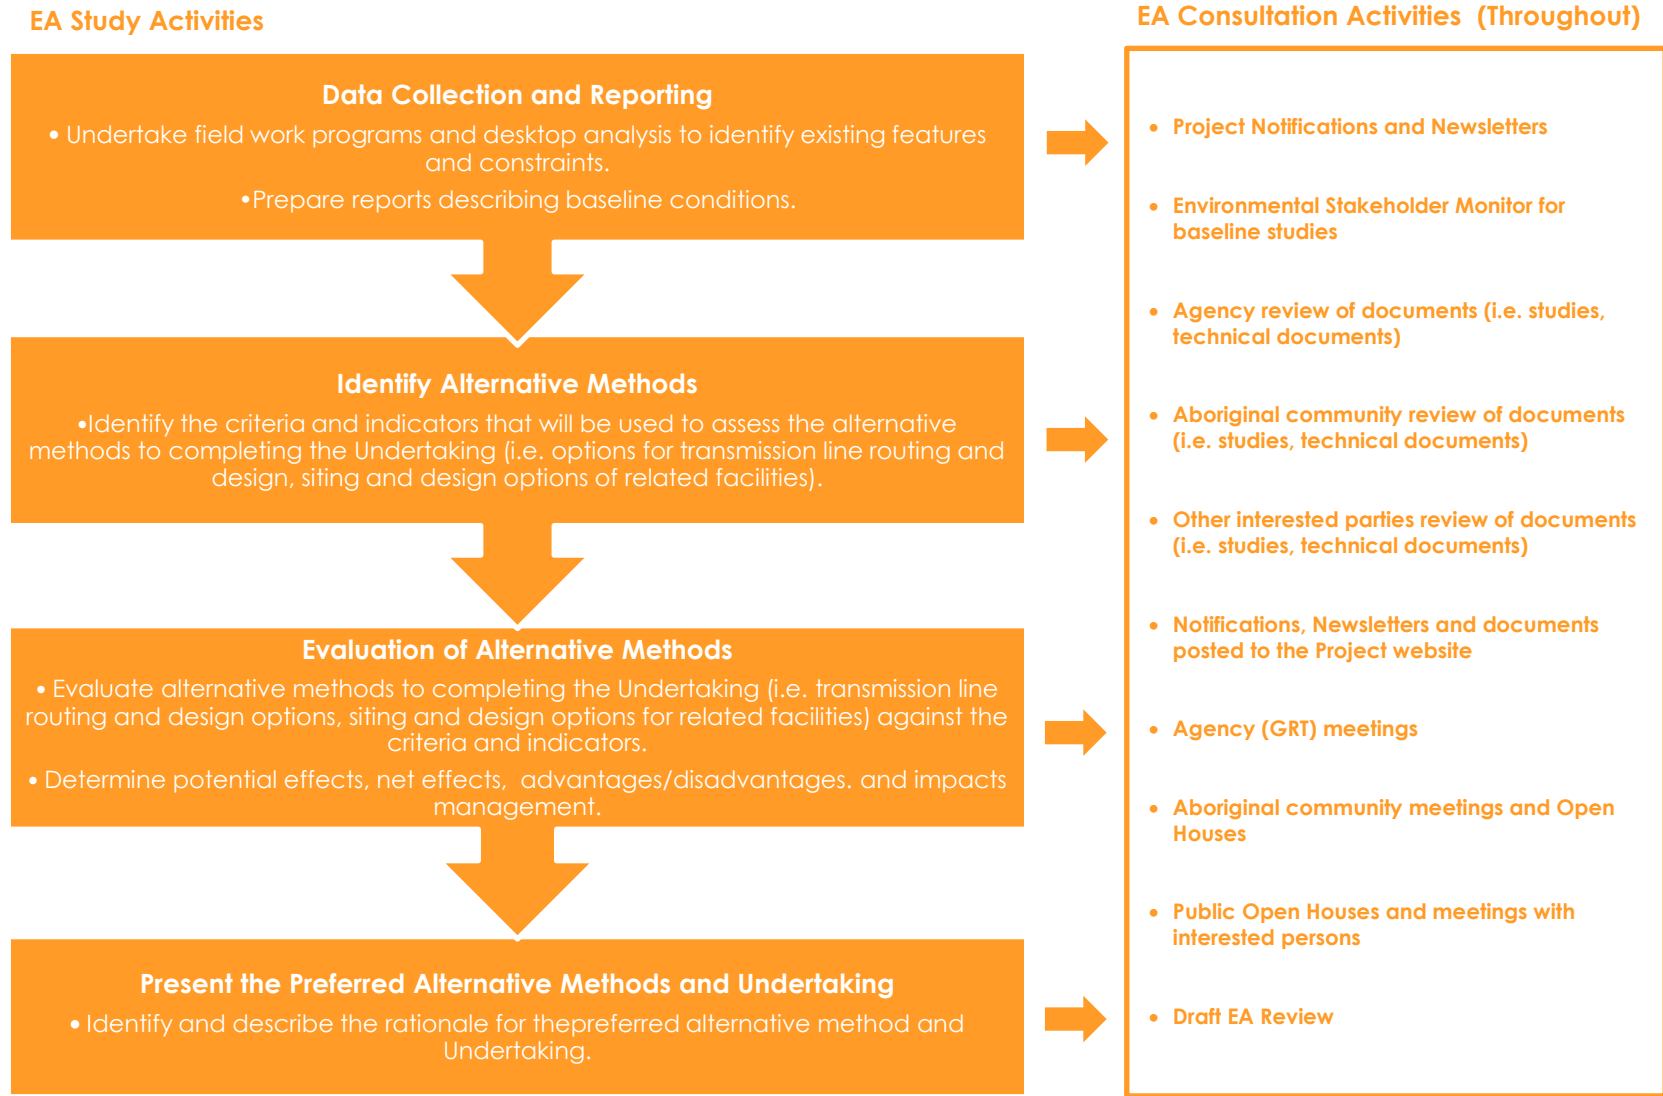 EA Study Activities
Data Collection and Reporting
• Undertake field work programs and desktop analysis to identify existing features
and constraints.
•Prepare reports describing baseline conditions.
Identify Alternative Methods
•Identify the criteria and indicators that will be used to assess the alternative
methods to completing the Undertaking (i.e. options for transmission line routing and
design, siting and design options of related facilities).
Evaluation of Alternative Methods
• Evaluate alternative methods to completing the Undertaking (i.e. transmission line
routing and design options, siting and design options for related facilities) against the
criteria and indicators.
• Determine potential effects, net effects,  advantages/disadvantages. and impacts
management.
Present the Preferred Alternative Methods and Undertaking
• Identify and describe the rationale for thepreferred alternative method and
Undertaking.
EA Consultation Activities  (Throughout)
• Project Notifications and Newsletters
• Environmental Stakeholder Monitor for
baseline studies
• Agency review of documents (i.e. studies,
technical documents)
• Aboriginal community review of documents
(i.e. studies, technical documents)
• Other interested parties review of documents
(i.e. studies, technical documents)
• Notifications, Newsletters and documents
posted to the Project website
• Agency (GRT) meetings
• Aboriginal community meetings and Open
Houses
• Public Open Houses and meetings with
interested persons
• Draft EA Review